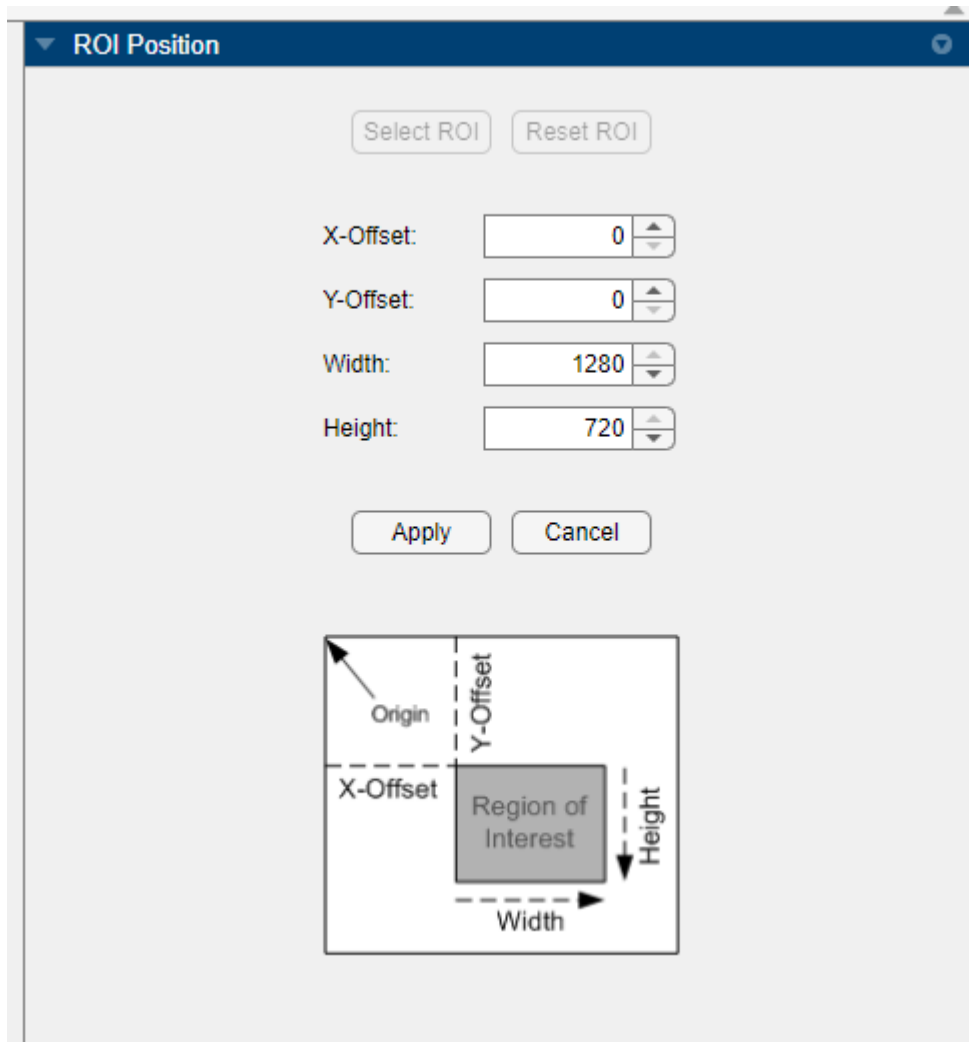 ROI Position
Select ROI Reset ROI
X-Offset: 0
Y-Offset: 0
Width: 1280
Height: 720
Apply Cancel
Origin
Y-Offset
X-Offset
Region of
Interest
Height
Width